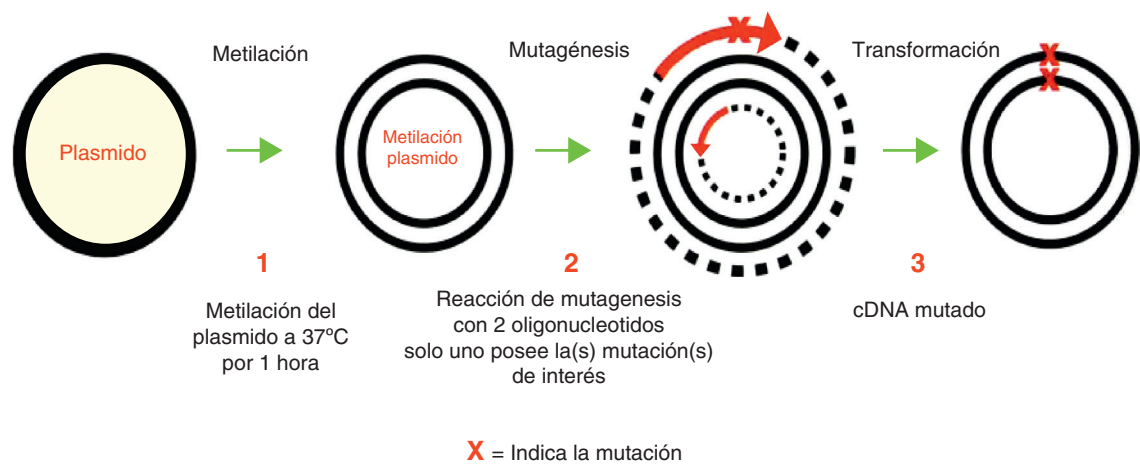 Metilación
Mutagénesis
Transformación
Plasmido
Metilación
plasmido
X
X
X
1
Metilación del
plasmido a 37ºC
por 1 hora
2
Reacción de mutagenesis
con 2 oligonucleotidos
solo uno posee la(s) mutación(s)
de interés
3
cDNA mutado
X = Indica la mutación